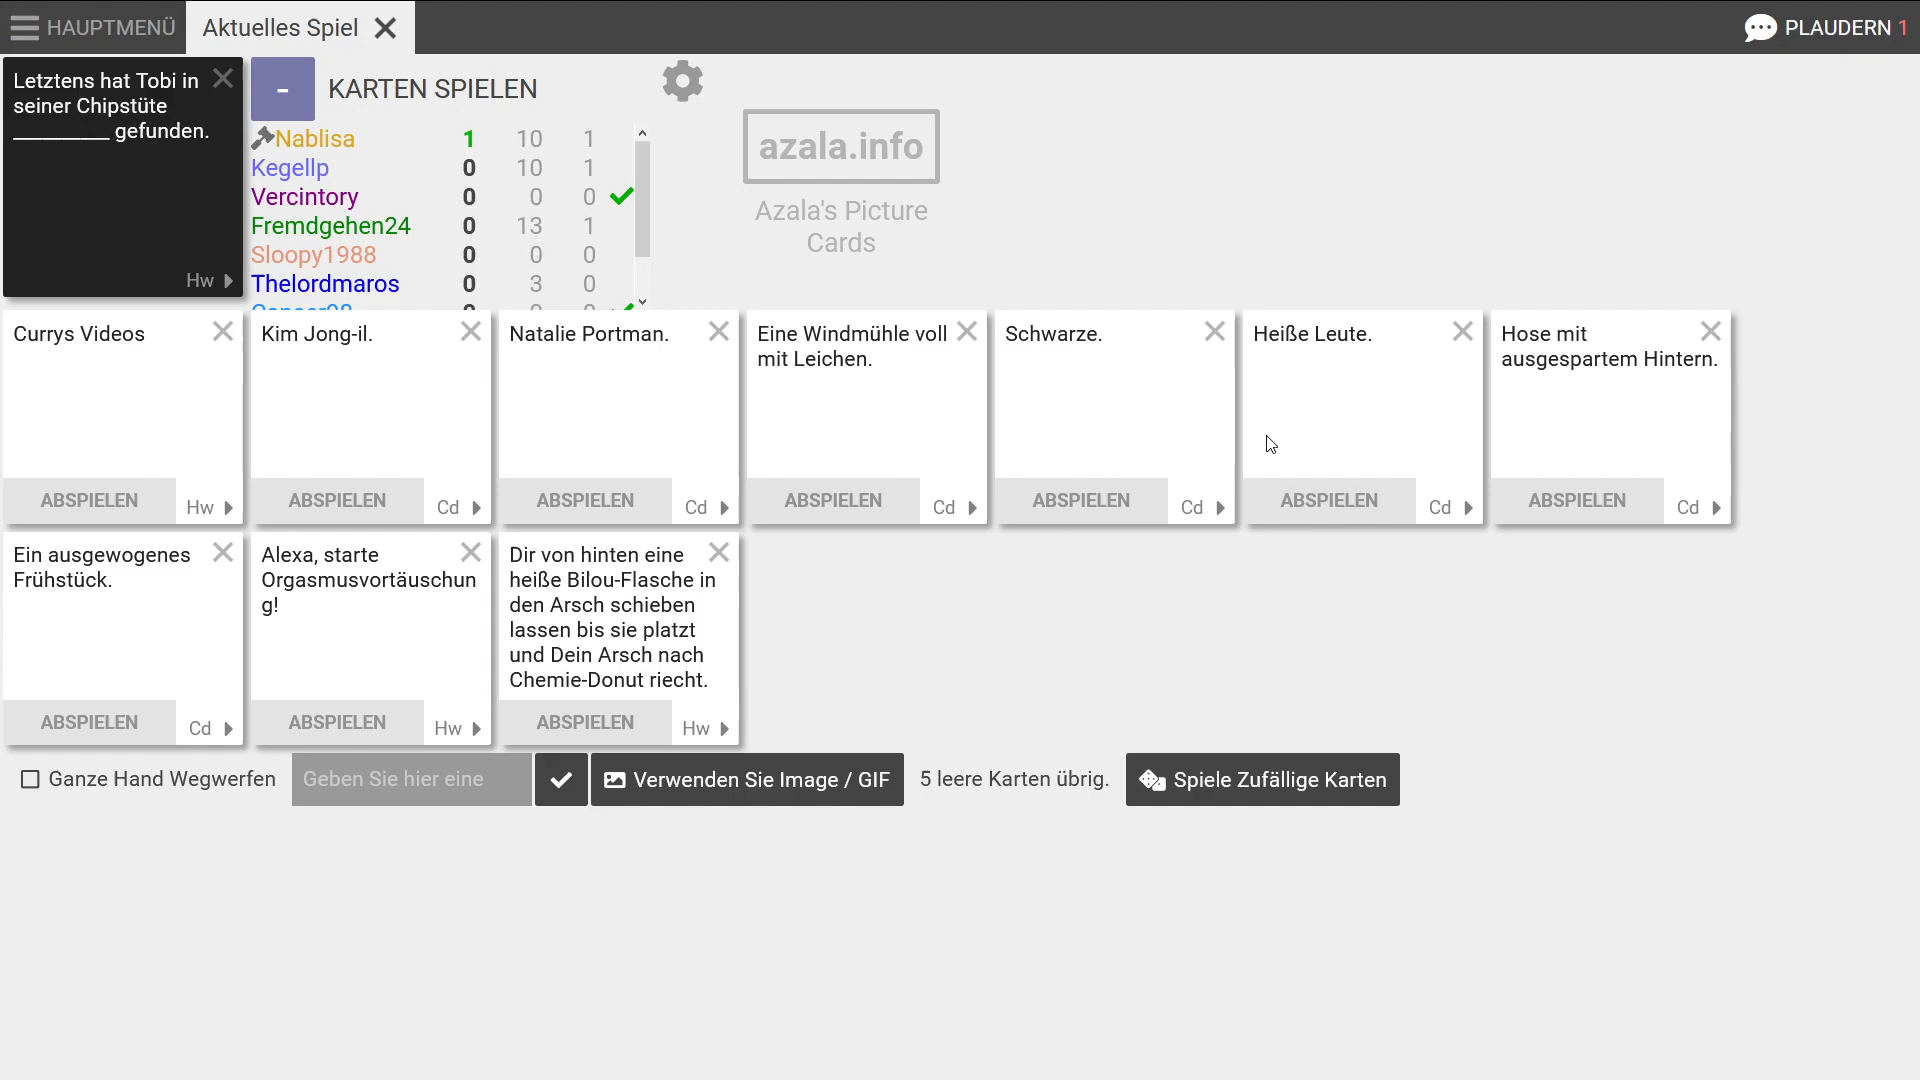 HAUPTMENÜ
Aktuelles Spiel
PLAUDERN 1
Letztens hat Tobi in
seiner Chipstüte
__________ gefunden.
Hw
-
KARTEN SPIELEN
Nablisa 1 10 1
Kegellp 0 10 1
Vercintory 0 0 0
Fremdgehen24 0 13 1
Sloopy1988 0 0 0
Thelordmaros 0 3 0
azala.info
Azala's Picture
Cards
Currys Videos
ABSPIELEN
Hw
Kim Jong-il.
ABSPIELEN
Cd
Natalie Portman.
ABSPIELEN
Cd
Eine Windmühle voll
mit Leichen.
ABSPIELEN
Cd
Schwarze.
ABSPIELEN
Cd
Heiße Leute.
ABSPIELEN
Cd
Hose mit
ausgespartem Hintern.
ABSPIELEN
Cd
Ein ausgewogenes
Frühstück.
ABSPIELEN
Cd
Alexa, starte
Orgasmusvortäuschun
g!
ABSPIELEN
Hw
Dir von hinten eine
heiße Bilou-Flasche in
den Arsch schieben
lassen bis sie platzt
und Dein Arsch nach
Chemie-Donut riecht.
ABSPIELEN
Hw
Ganze Hand Wegwerfen
Geben Sie hier eine
Verwenden Sie Image / GIF
5 leere Karten übrig.
Spiele Zufällige Karten